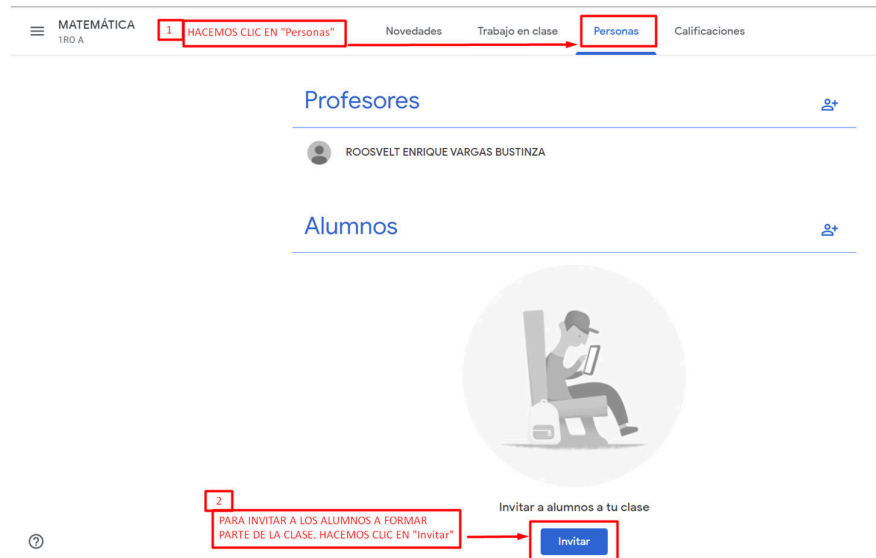 MATEMÁTICA
1RO A
1
HACEMOS CLIC EN "Personas"
Novedades
Trabajo en clase
Personas
Calificaciones
Profesores
ROOSVELT ENRIQUE VARGAS BUSTINZA
Alumnos
Invitar a alumnos a tu clase
2
PARA INVITAR A LOS ALUMNOS A FORMAR
PARTE DE LA CLASE. HACEMOS CLIC EN "Invitar"
Invitar